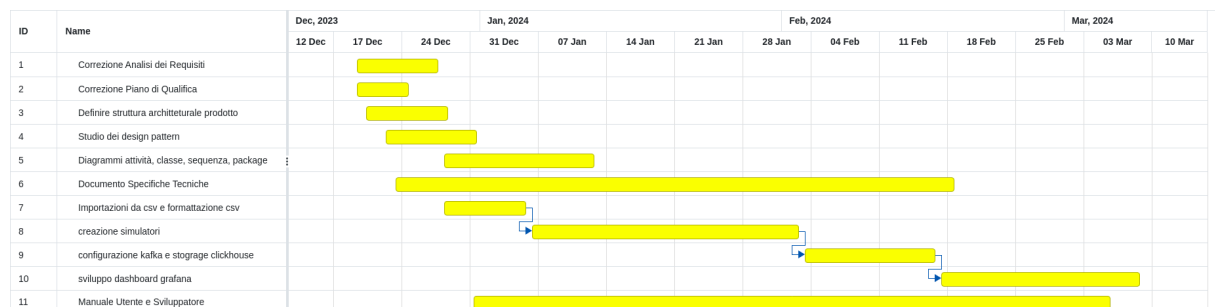 ID Name Dec, 2023 Jan, 2024 Feb, 2024 Mar, 2024
12 Dec 17 Dec 24 Dec 31 Dec 07 Jan 14 Jan 21 Jan 28 Jan 04 Feb 11 Feb 18 Feb 25 Feb 03 Mar 10 Mar
1 Correzione Analisi dei Requisiti
2 Correzione Piano di Qualifica
3 Definire struttura architteturale prodotto
4 Studio dei design pattern
5 Diagrammi attività, classe, sequenza, package
6 Documento Specifiche Tecniche
7 Importazioni da csv e formattazione csv
8 creazione simulatori
9 configurazione kafka e stograge clickhouse
10 sviluppo dashboard grafana
11 Manuale Utente e Sviluppatore